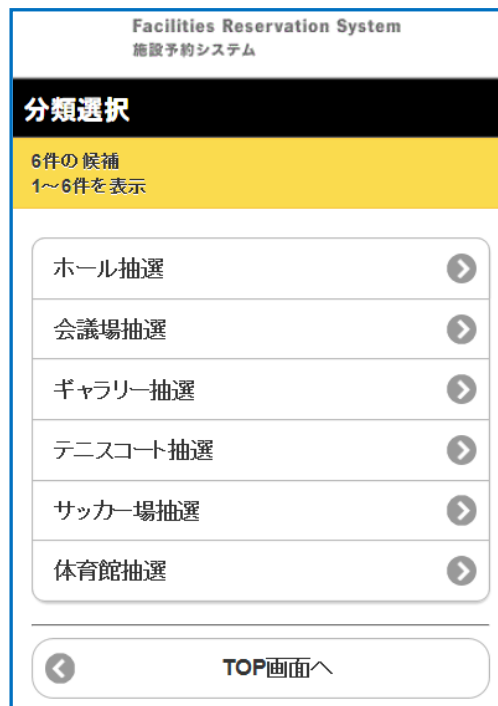 Facilities Reservation System
施設予約システム
分類選択
6件の候補
1～6件を表示
ホール抽選
会議場抽選
ギャラリー抽選
テニスコート抽選
サッカー場抽選
体育館抽選
TOP画面へ